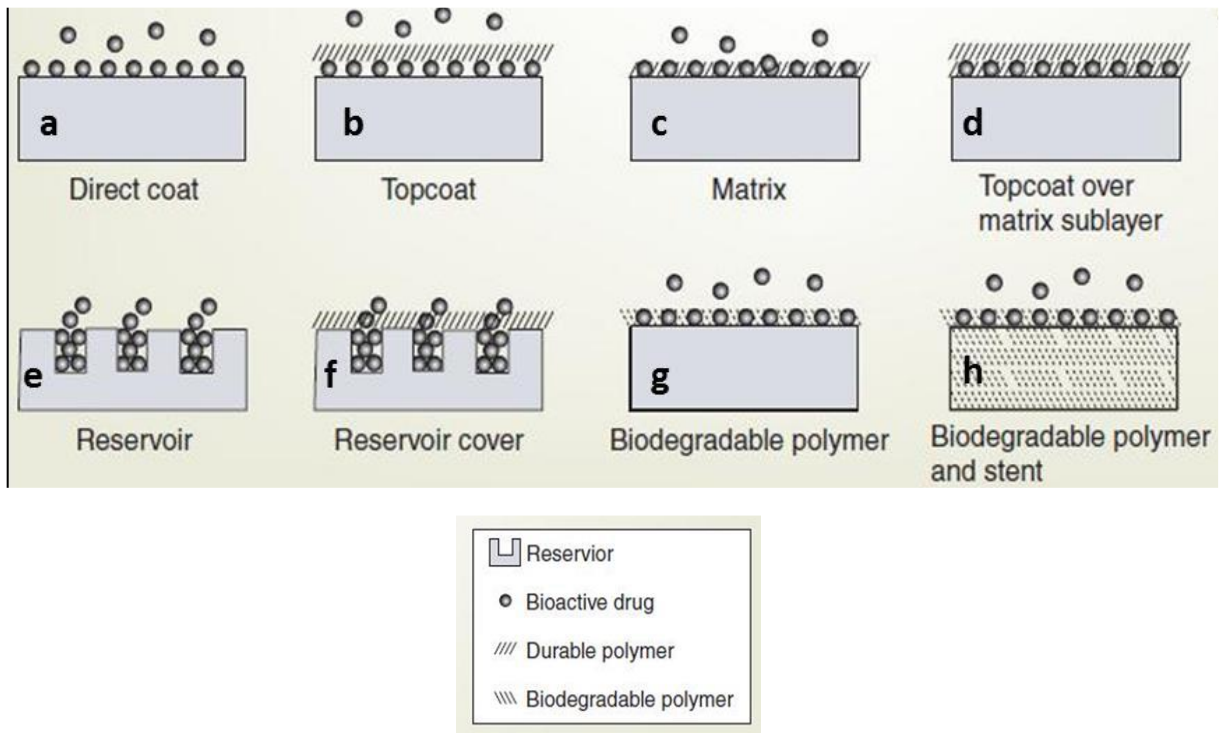 a
b
c
d
Direct coat
Topcoat
Matrix
Topcoat over
matrix sublayer
e
f
g
h
Reservoir
Reservoir cover
Biodegradable polymer
Biodegradable polymer
and stent
Reservior
Bioactive drug
Durable polymer
Biodegradable polymer